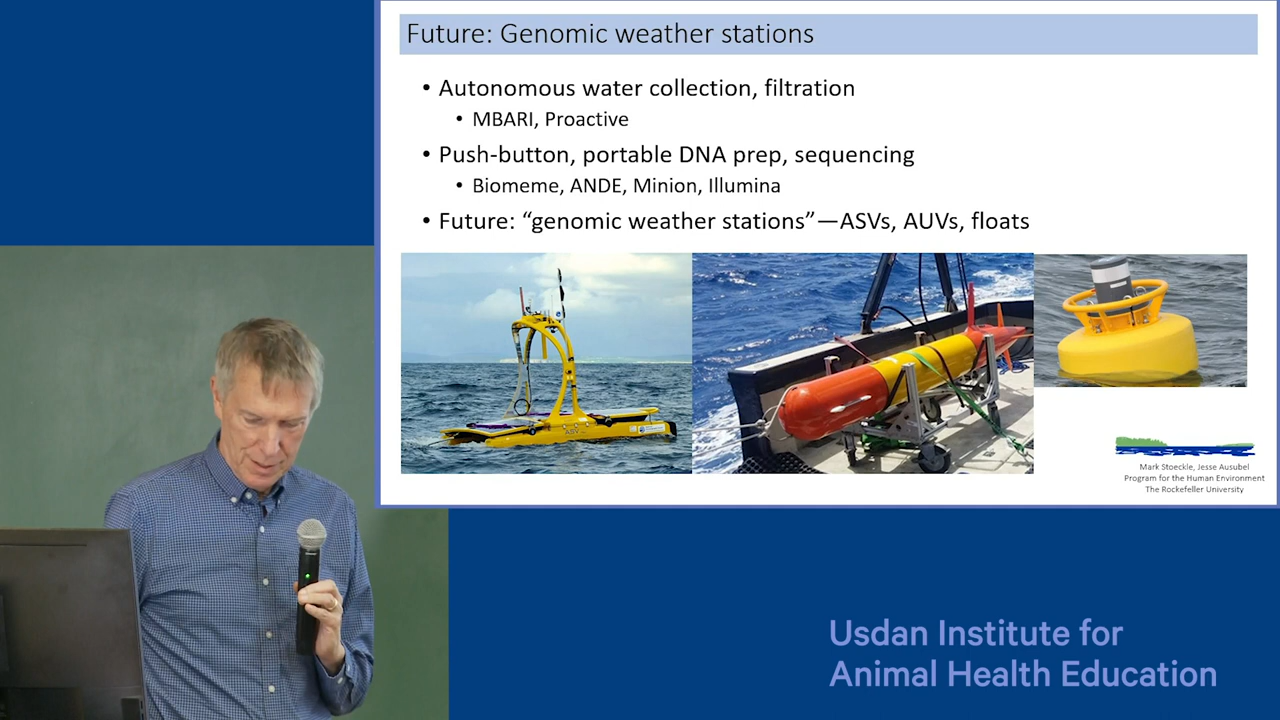 Future: Genomic weather stations
• Autonomous water collection, filtration
• MBARI, Proactive
• Push-button, portable DNA prep, sequencing
• Biomeme, ANDE, Minion, Illumina
• Future: “genomic weather stations”—ASVs, AUVs, floats
Mark Stoeckle, Jesse Ausubel
Program for the Human Environment
The Rockefeller University
Usdan Institute for
Animal Health Education